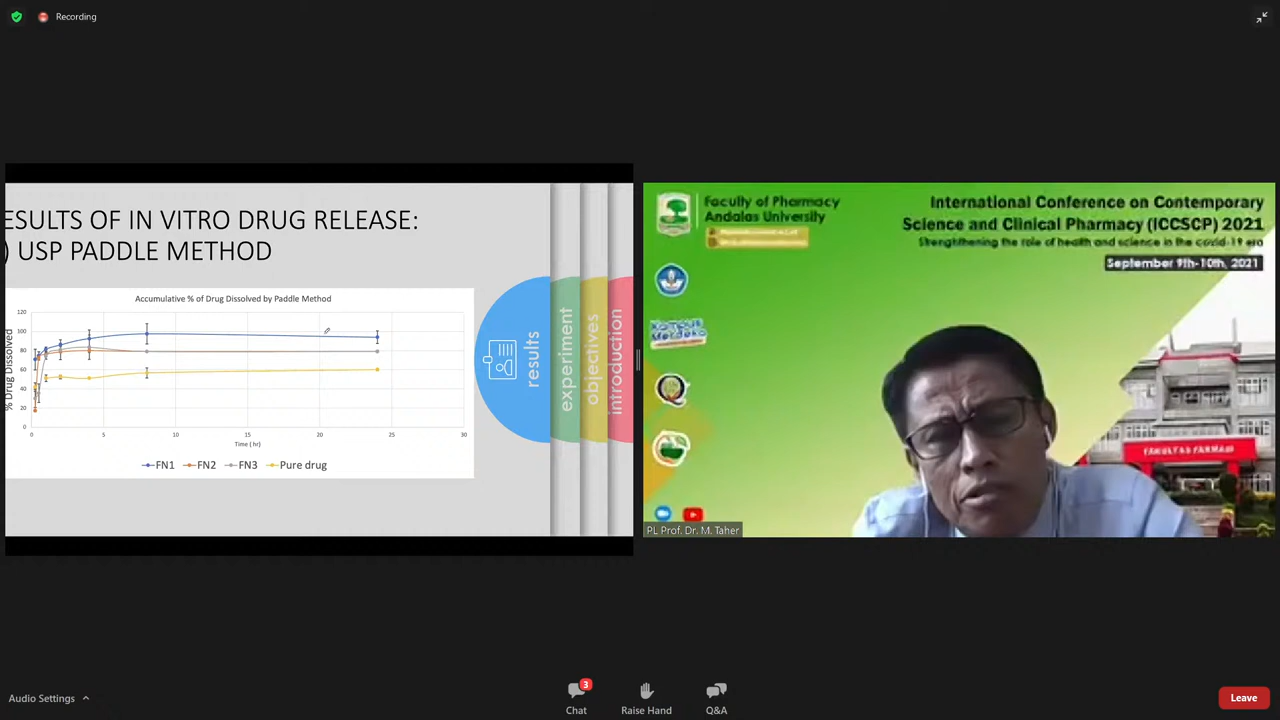 Recording
ESULTS OF IN VITRO DRUG RELEASE:
) USP PADDLE METHOD
Accumulative % of Drug Dissolved by Paddle Method
% Drug Dissolved
120
100
80
60
40
20
0
0
5
10
15
20
25
30
Time ( hr)
FN1
FN2
FN3
Pure drug
results
experiment
objectives
introduction
Faculty of Pharmacy
Andalas University
International Conference on Contemporary
Science and Clinical Pharmacy (ICCSCP) 2021
Strengthening the role of health and science in the covid-19 era
September 9th-10th, 2021
FAKULTAS FARMASI
PL Prof. Dr. M. Taher
Audio Settings
3
Chat
Raise Hand
Q&A
Leave